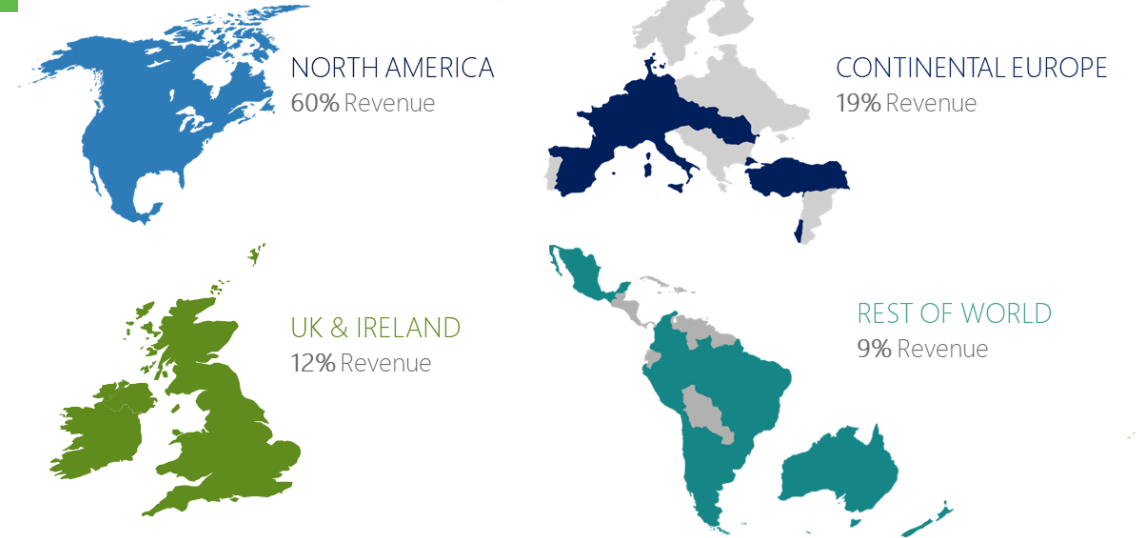 NORTH AMERICA
60% Revenue
CONTINENTAL EUROPE
19% Revenue
UK & IRELAND
12% Revenue
REST OF WORLD
9% Revenue